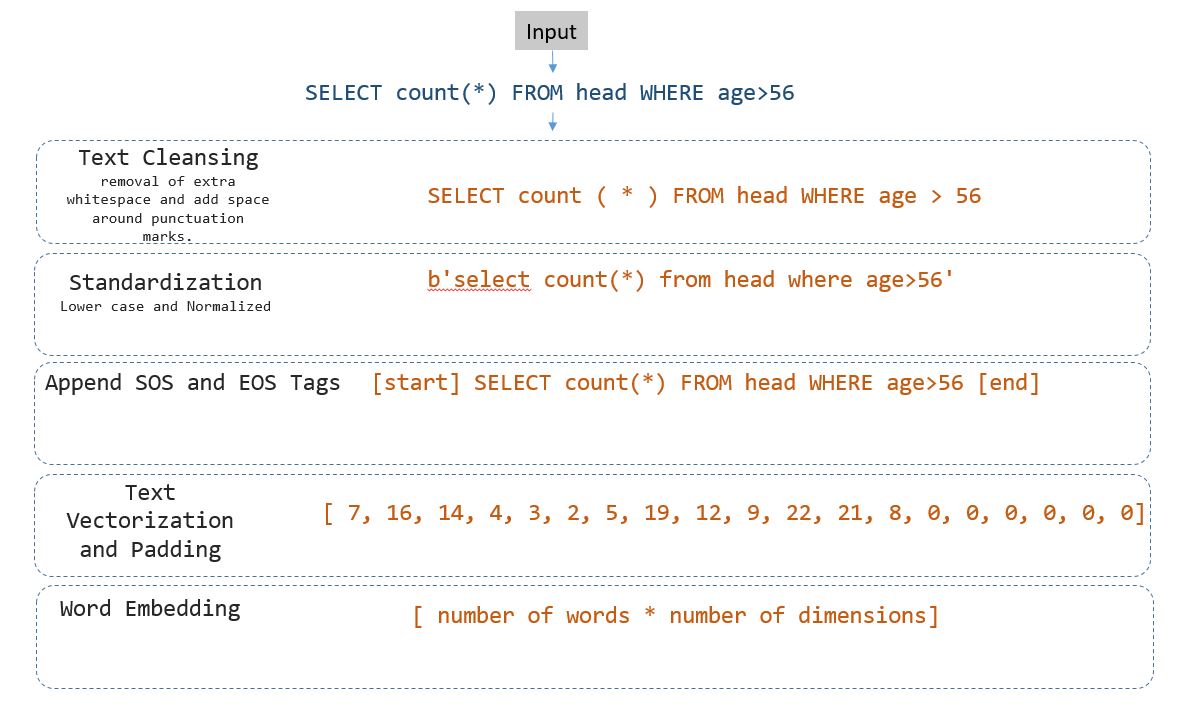 Input
SELECT count(*) FROM head WHERE age>56
Text Cleansing
removal of extra
whitespace and add space
around punctuation
marks.
SELECT count ( * ) FROM head WHERE age > 56
Standardization
Lower case and Normalized
b'select count(*) from head where age>56'
Append SOS and EOS Tags
[start] SELECT count(*) FROM head WHERE age>56 [end]
Text
Vectorization
and Padding
[ 7, 16, 14, 4, 3, 2, 5, 19, 12, 9, 22, 21, 8, 0, 0, 0, 0, 0, 0]
Word Embedding
[ number of words * number of dimensions]